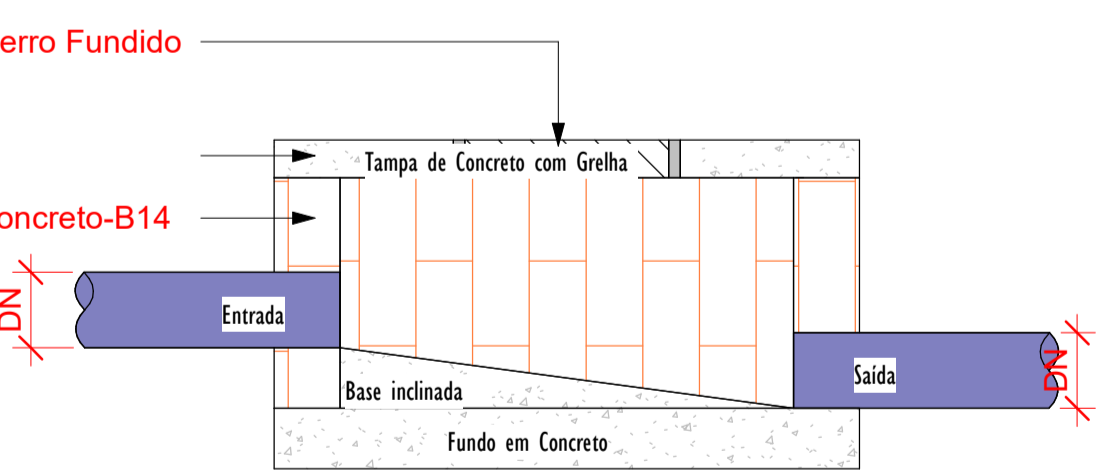 erro Fundido
Tampa de Concreto com Grelha
oncreto-B14
DN
Entrada
Saída
DN
Base inclinada
Fundo em Concreto